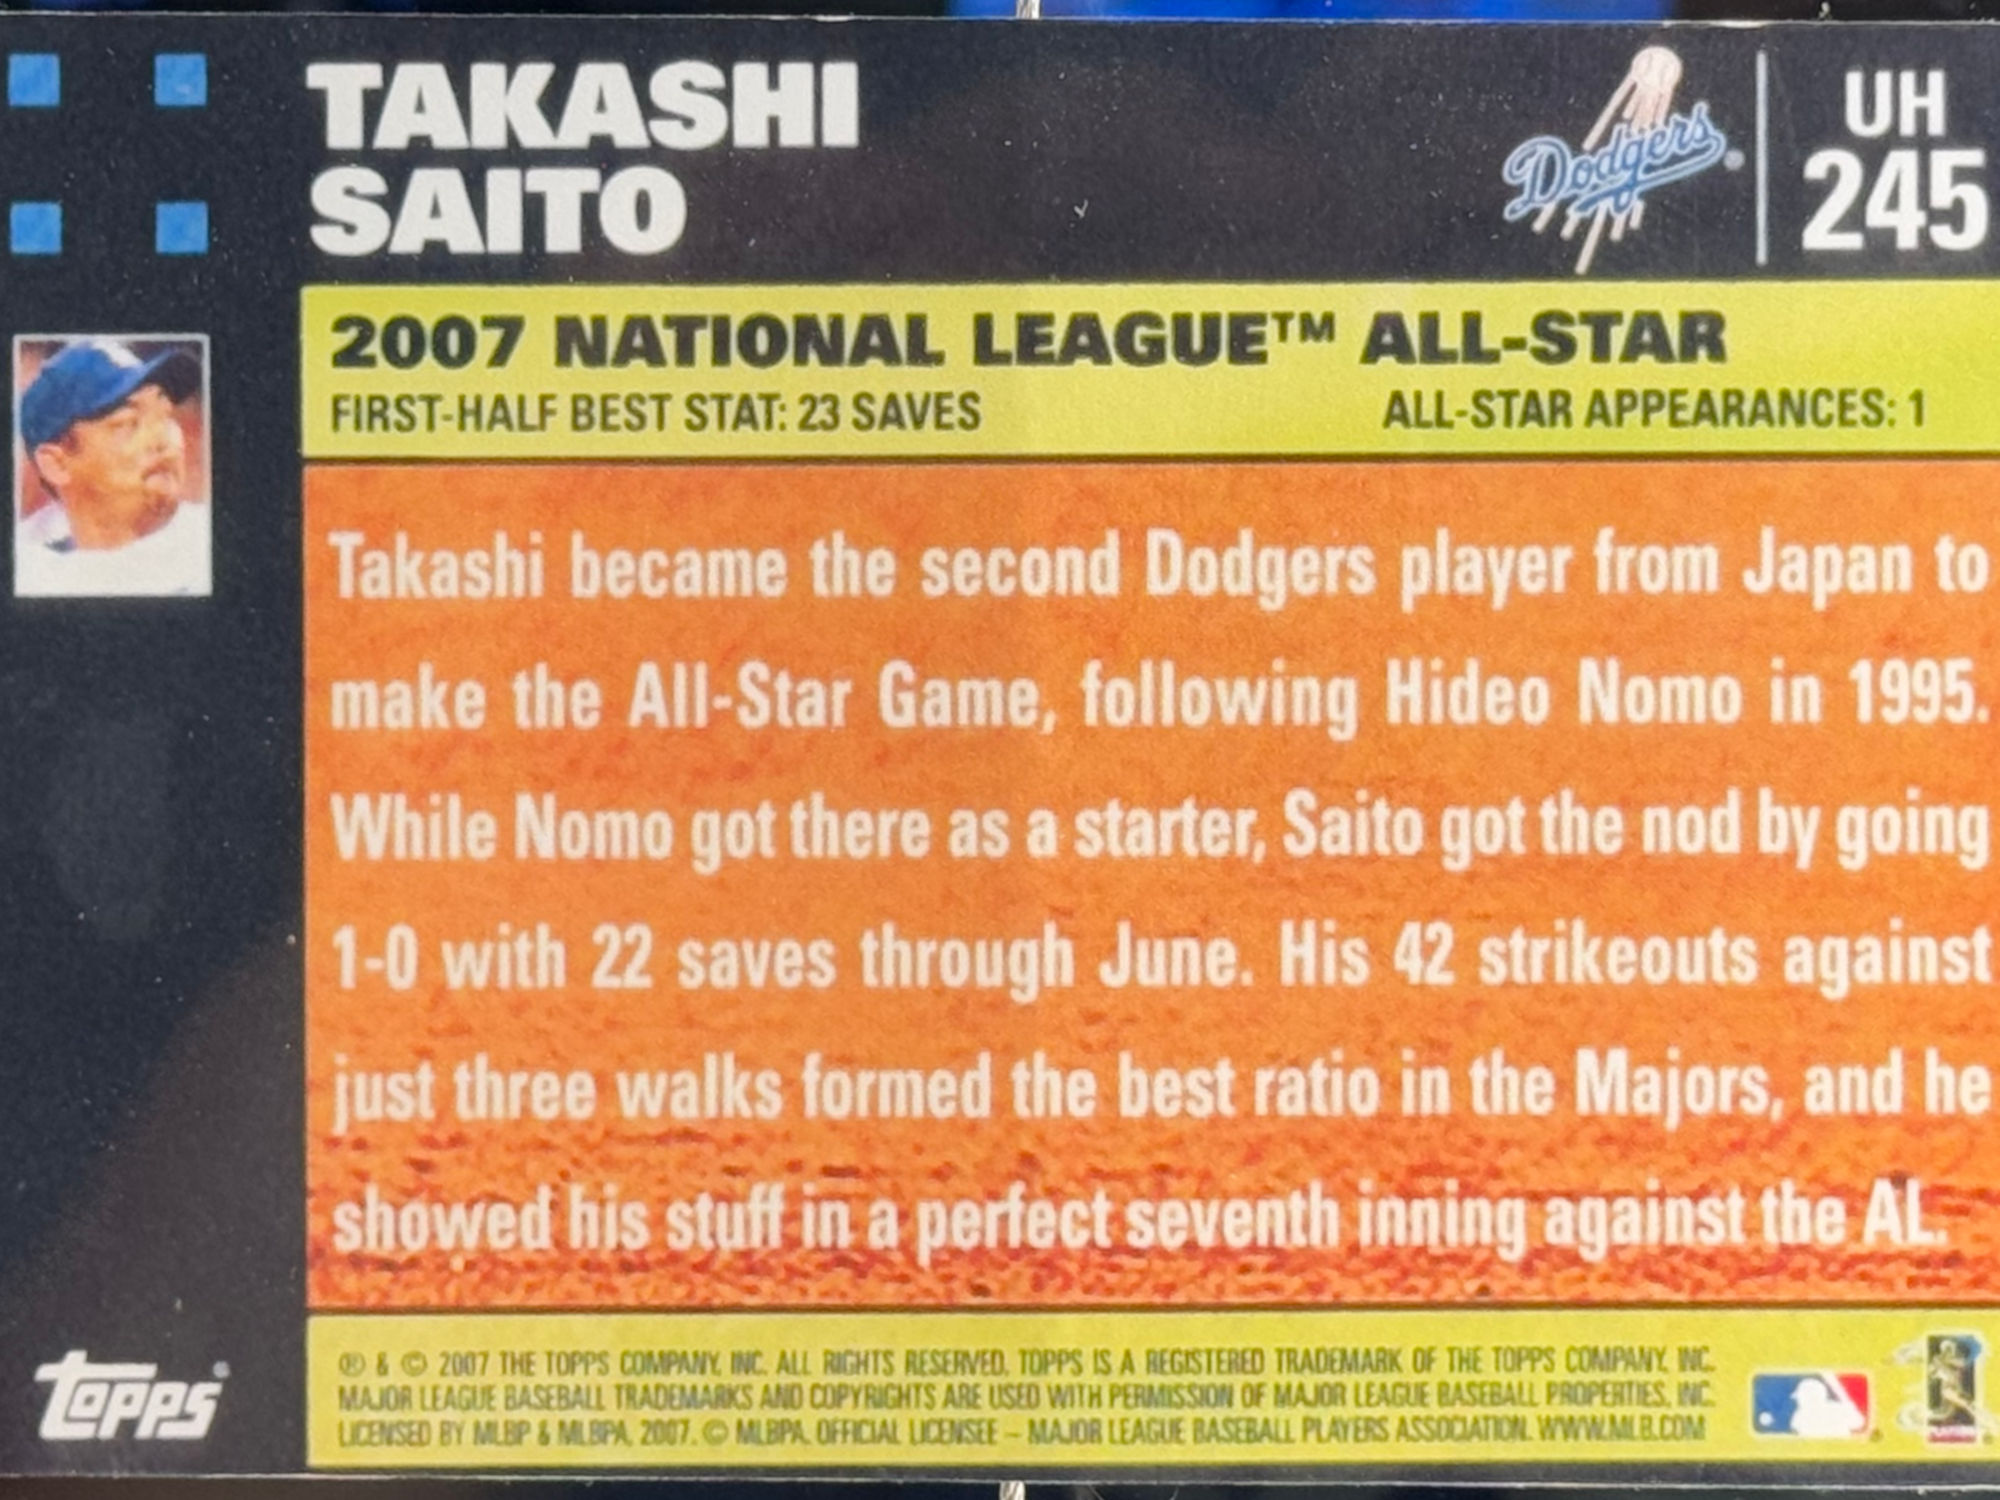 TAKASHI
SAITO
Dodgers
UH
245
2007 NATIONAL LEAGUE™ ALL-STAR
FIRST-HALF BEST STAT: 23 SAVES
ALL-STAR APPEARANCES: 1
Takashi became the second Dodgers player from Japan to
make the All-Star Game, following Hideo Nomo in 1995.
While Nomo got there as a starter, Saito got the nod by going
1-0 with 22 saves through June. His 42 strikeouts against
just three walks formed the best ratio in the Majors, and he
showed his stuff in a perfect seventh inning against the AL.
Topps
® & © 2007 THE TOPPS COMPANY, INC. ALL RIGHTS RESERVED. TOPPS IS A REGISTERED TRADEMARK OF THE TOPPS COMPANY, INC.
MAJOR LEAGUE BASEBALL TRADEMARKS AND COPYRIGHTS ARE USED WITH PERMISSION OF MAJOR LEAGUE BASEBALL PROPERTIES, INC.
LICENSED BY MLBP & MLBPA, 2007. © MLBPA. OFFICIAL LICENSEE – MAJOR LEAGUE BASEBALL PLAYERS ASSOCIATION. WWW.MLB.COM